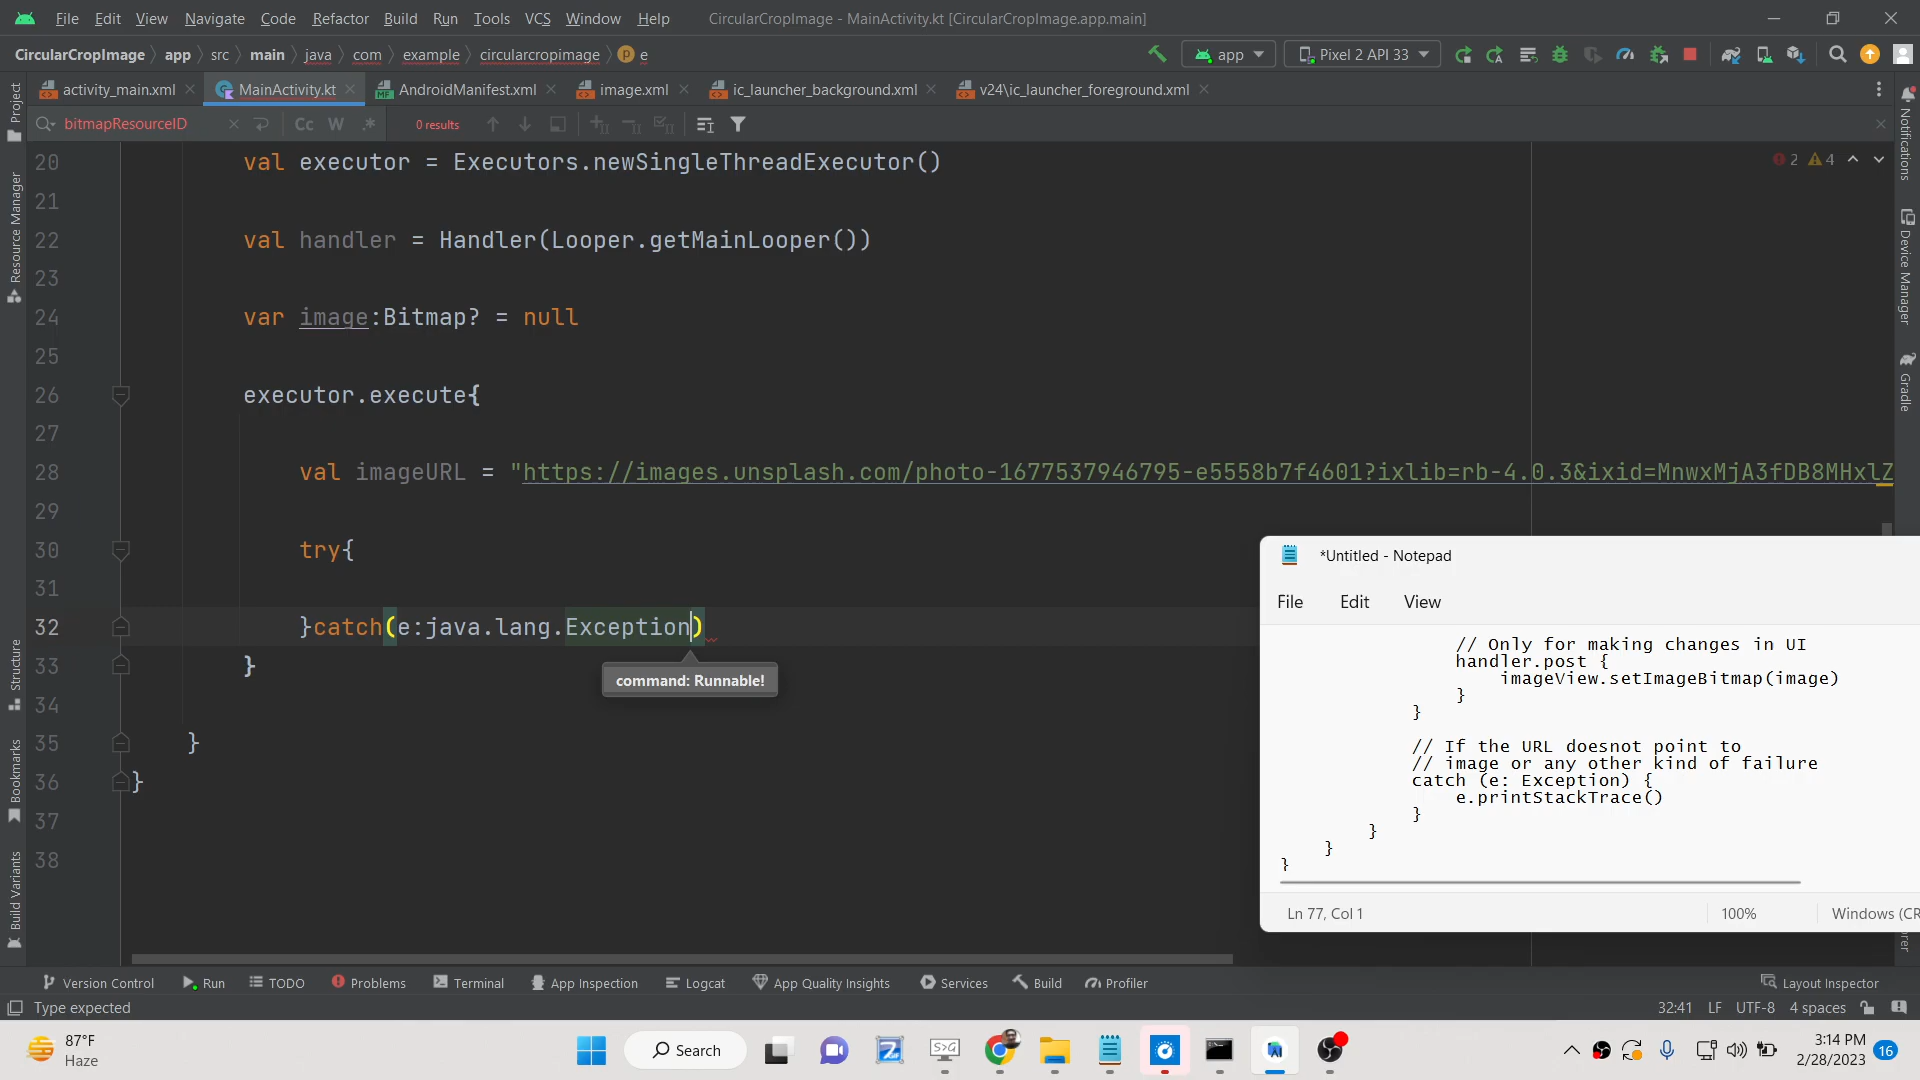 File Edit View Navigate Code Refactor Build Run Tools VCS Window Help CircularCropImage - MainActivity.kt [CircularCropImage.app.main]
CircularCropImage app src main java com example circularcropimage e app Pixel 2 API 33
activity_main.xml MainActivity.kt AndroidManifest.xml image.xml ic_launcher_background.xml v24\ic_launcher_foreground.xml
bitmapResourceID Cc W .* 0 results
20 val executor = Executors.newSingleThreadExecutor()
2 4
21
22 val handler = Handler(Looper.getMainLooper())
23
24 var image:Bitmap? = null
25
26 executor.execute{
27
28 val imageURL = "https://images.unsplash.com/photo-1677537946795-e5558b7f4601?ixlib=rb-4.0.3&ixid=MnwxMjA3fDB8MHxlZ
29
30 try{
31
32 }catch(e:java.lang.Exception)
33 }
command: Runnable!
34
35 }
36 }
37
38
Project
Resource Manager
Structure
Bookmarks
Build Variants
Notifications
Device Manager
Gradle
*Untitled - Notepad
File Edit View
// Only for making changes in UI
handler.post {
imageView.setImageBitmap(image)
}
}
// If the URL doesnot point to
// image or any other kind of failure
catch (e: Exception) {
e.printStackTrace()
}
}
}
}
Ln 77, Col 1 100% Windows (CR
Version Control Run TODO Problems Terminal App Inspection Logcat App Quality Insights Services Build Profiler Layout Inspector
Type expected 32:41 LF UTF-8 4 spaces
87°F
Haze
Search
3:14 PM
2/28/2023
16